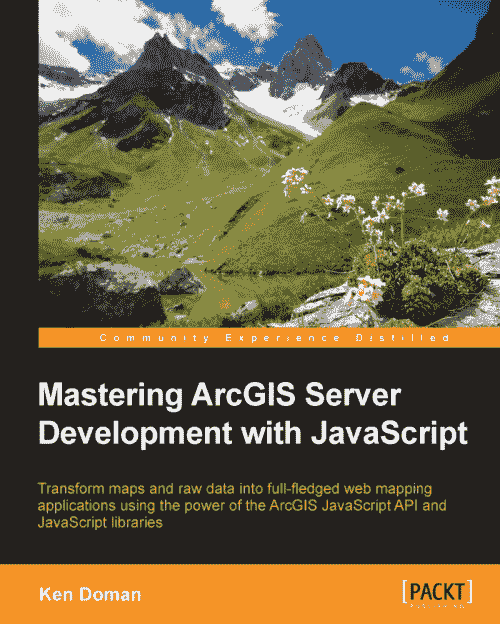 Community Experience Distilled
Mastering ArcGIS Server
Development with JavaScript
Transform maps and raw data into full-fledged web mapping
applications using the power of the ArcGIS JavaScript API and
JavaScript libraries
Ken Doman
[PACKT]